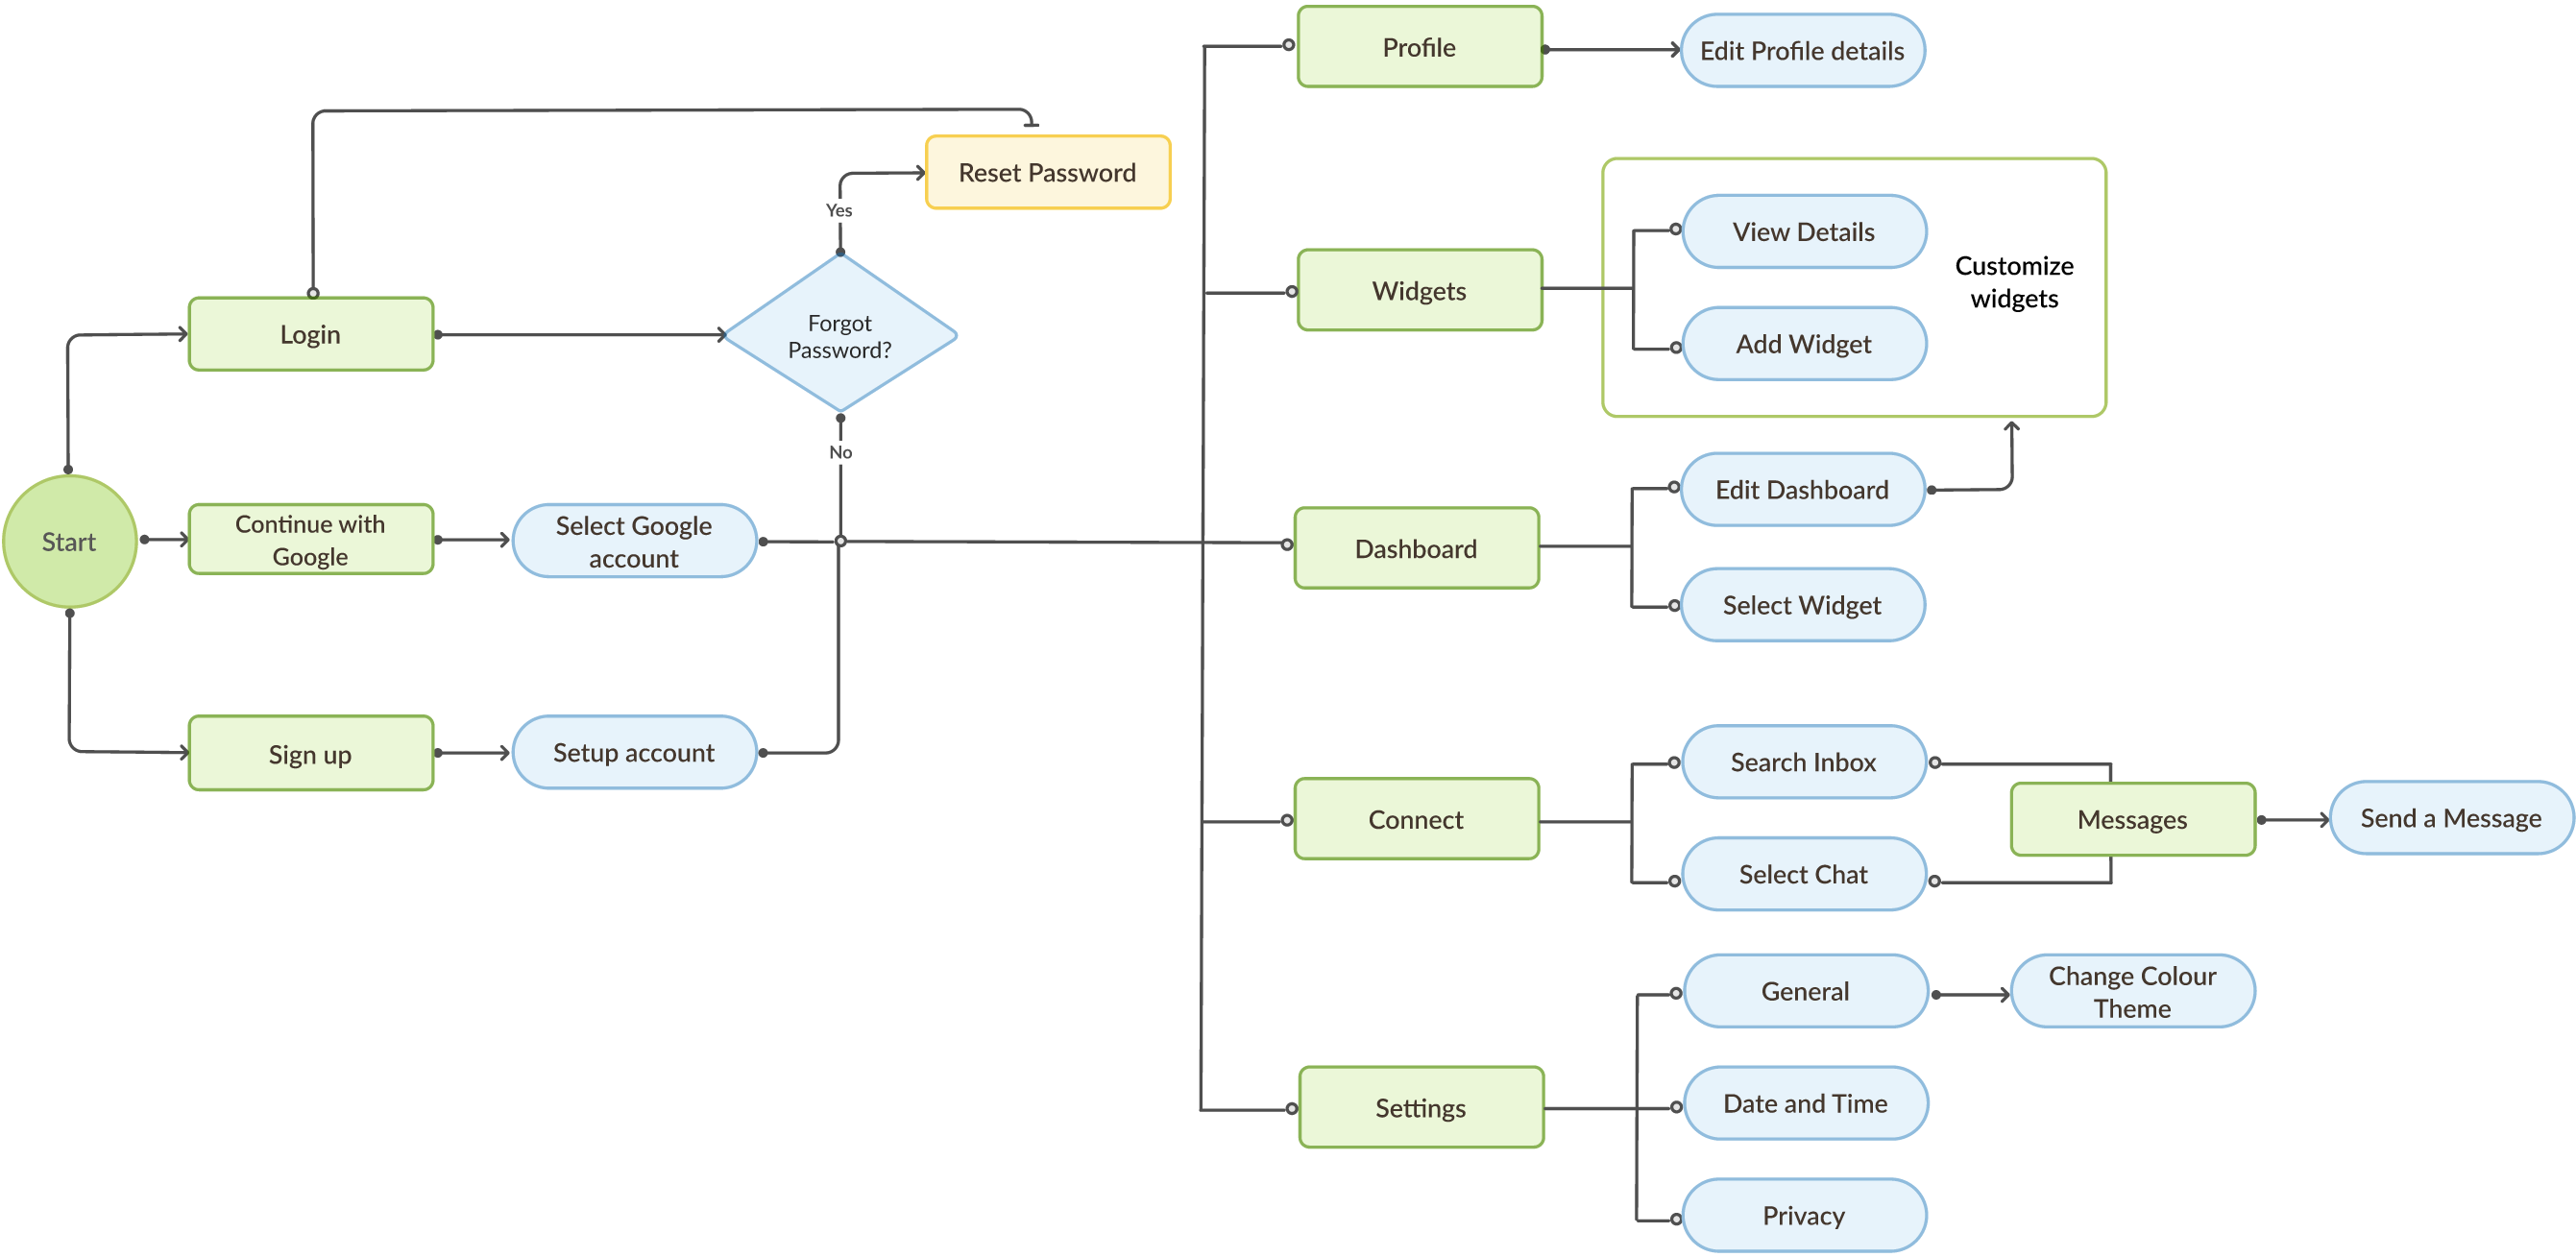 Start
Login
Continue with
Google
Sign up
Select Google
account
Setup account
Forgot
Password?
Yes
No
Reset Password
Profile
Edit Profile details
Widgets
View Details
Add Widget
Customize
widgets
Dashboard
Edit Dashboard
Select Widget
Connect
Search Inbox
Select Chat
Messages
Send a Message
Settings
General
Change Colour
Theme
Date and Time
Privacy